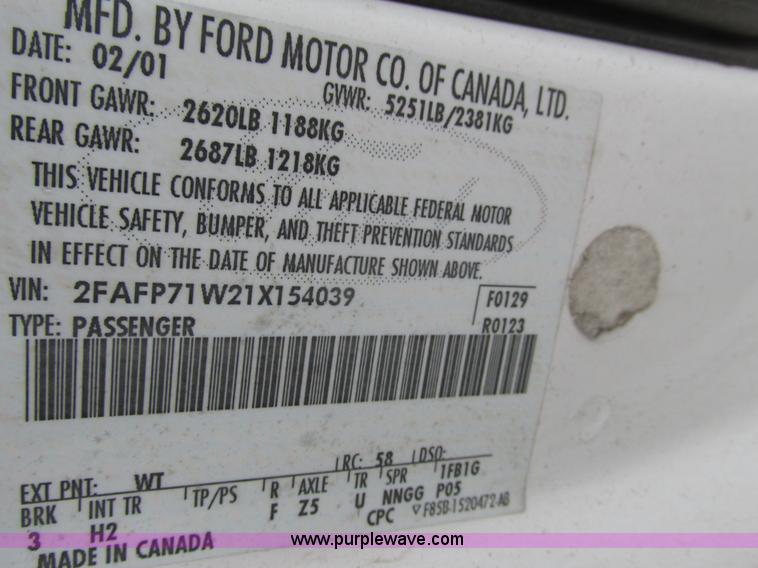 MFD. BY FORD MOTOR CO. OF CANADA, LTD.
DATE: 02/01 GVWR: 5251LB/2381KG
FRONT GAWR: 2620LB 1188KG
REAR GAWR: 2687LB 1218KG
THIS VEHICLE CONFORMS TO ALL APPLICABLE FEDERAL MOTOR
VEHICLE SAFETY, BUMPER, AND THEFT PREVENTION STANDARDS
IN EFFECT ON THE DATE OF MANUFACTURE SHOWN ABOVE.
VIN: 2FAFP71W21X154039 F0129
TYPE: PASSENGER R0123
EXT PNT: WT RC: 58 DSO:
BRK INT TR TP/PS R AXLE TR SPR 1FB1G
3 H2 F Z5 U NNGG P05
MADE IN CANADA CPC ▽F85B-1520472-AB
www.purplewave.com